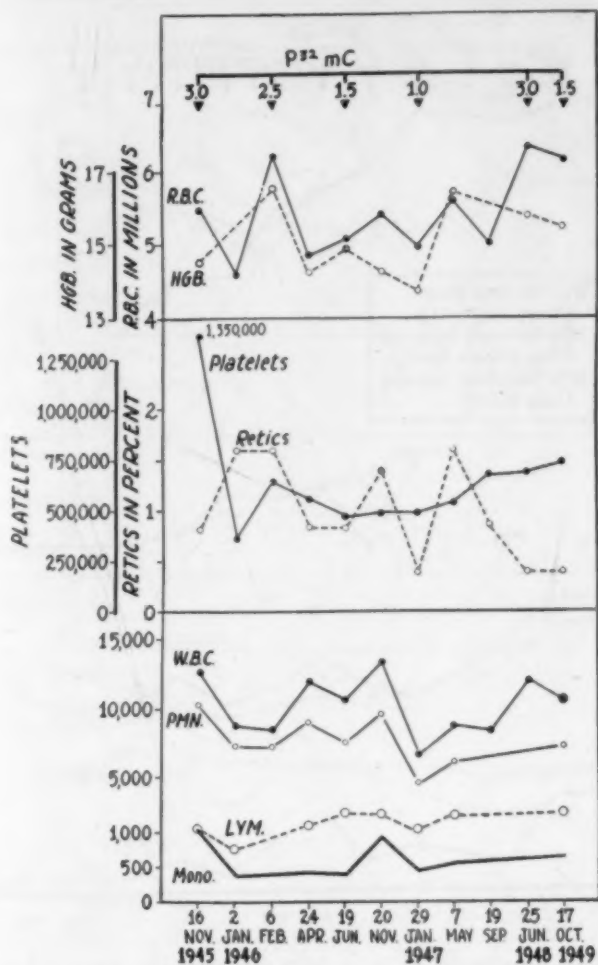 P³² mC
3.0 2.5 1.5 1.0 3.0 1.5
HGB. IN GRAMS
17
15
13
R.B.C. IN MILLIONS
7
6
5
4
R.B.C.
HGB.
PLATELETS
1,250,000
1000,000
750,000
500,000
250,000
0
RETICS IN PERCENT
2
1
0
1,350,000
Platelets
Retics
15,000
10,000
5,000
1,000
500
0
W.B.C.
PMN.
LYM.
Mono.
16 2 6 24 19 20 29 7 19 25 17
NOV. JAN. FEB. APR. JUN. NOV. JAN. MAY SEP. JUN. OCT.
1945 1946 1947 1948 1949